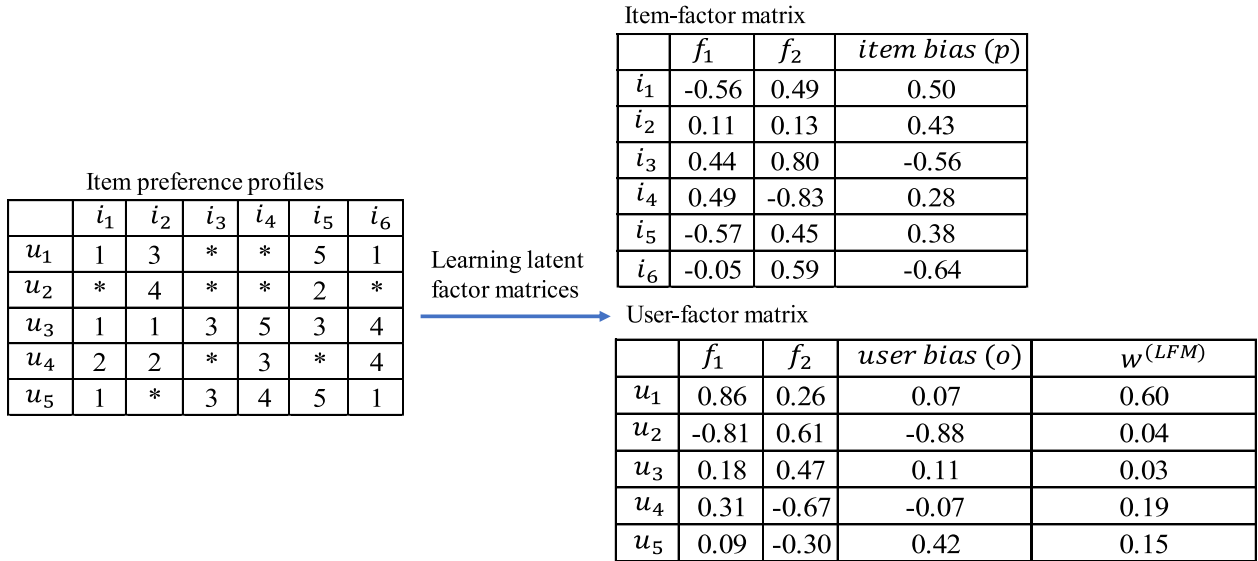 Item preference profiles
i₁ i₂ i₃ i₄ i₅ i₆
u₁ 1 3 * * 5 1
u₂ * 4 * * 2 *
u₃ 1 1 3 5 3 4
u₄ 2 2 * 3 * 4
u₅ 1 * 3 4 5 1
Learning latent
factor matrices
Item-factor matrix
f₁ f₂ item bias (p)
i₁ -0.56 0.49 0.50
i₂ 0.11 0.13 0.43
i₃ 0.44 0.80 -0.56
i₄ 0.49 -0.83 0.28
i₅ -0.57 0.45 0.38
i₆ -0.05 0.59 -0.64
User-factor matrix
f₁ f₂ user bias (o) w^(LFM)
u₁ 0.86 0.26 0.07 0.60
u₂ -0.81 0.61 -0.88 0.04
u₃ 0.18 0.47 0.11 0.03
u₄ 0.31 -0.67 -0.07 0.19
u₅ 0.09 -0.30 0.42 0.15